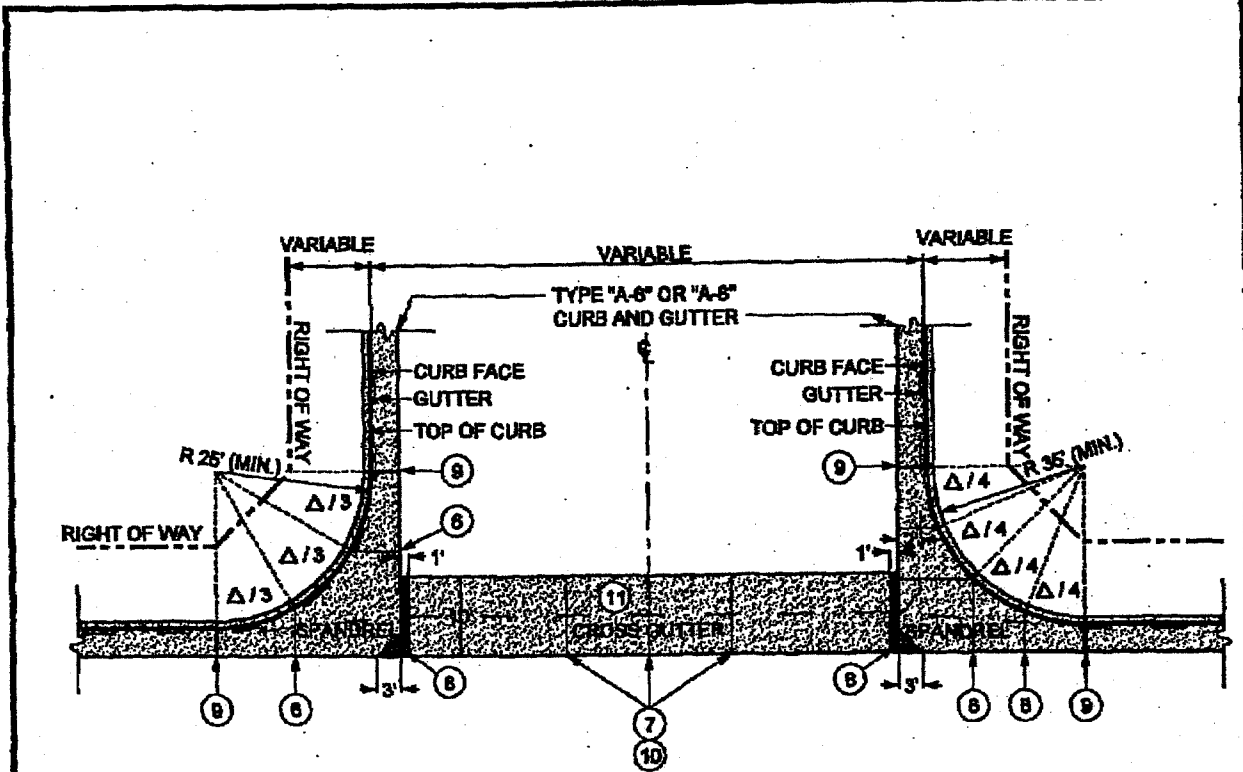 VARIABLE
VARIABLE
VARIABLE
TYPE "A-6" OR "A-8"
CURB AND GUTTER
RIGHT OF WAY
RIGHT OF WAY
CURB FACE
CURB FACE
GUTTER
GUTTER
TOP OF CURB
TOP OF CURB
R 25' (MIN.)
R 35' (MIN.)
9
9
Δ/3
Δ/4
RIGHT OF WAY
6
Δ/3
Δ/4
1'
1'
Δ/3
Δ/4
Δ/4
11
SPANDREL
CROSS GUTTER
SPANDREL
3'
8
8
3'
9
6
7
10
9